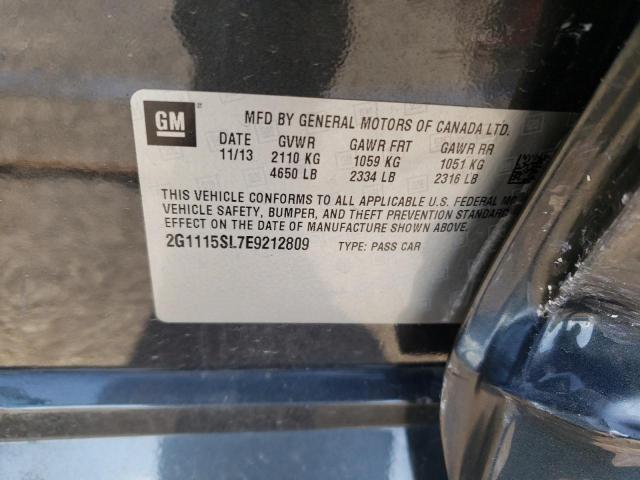 GM
MFD BY GENERAL MOTORS OF CANADA LTD.
DATE GVWR GAWR FRT GAWR RR
11/13 2110 KG 1059 KG 1051 KG
4650 LB 2334 LB 2316 LB
THIS VEHICLE CONFORMS TO ALL APPLICABLE U.S. FEDERAL
VEHICLE SAFETY, BUMPER, AND THEFT PREVENTION STANDARD
EFFECT ON THE DATE OF MANUFACTURE SHOWN ABOVE.
2G1115SL7E9212809 TYPE: PASS CAR